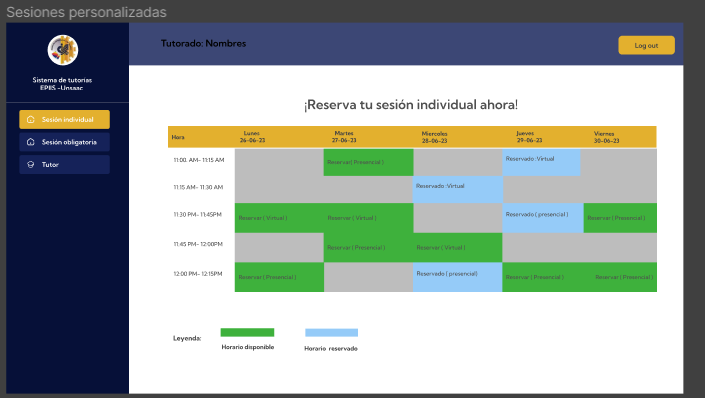 Sesiones personalizadas
Tutorado: Nombres
Log out
Sistema de tutorias
EPIIS -Unsaac
Sesión individual
Sesión obligatoria
Tutor
¡Reserva tu sesión individual ahora!
Hora
Lunes
26-06-23
Martes
27-06-23
Miercoles
28-06-23
Jueves
29-06-23
Viernes
30-06-23
11:00. AM- 11:15 AM
Reservar( Presencial )
Reservado :Virtual
11:15 AM- 11:30 AM
Reservado :Virtual
11:30 PM- 11:45PM
Reservar ( Virtual )
Reservar ( Virtual )
Reservado ( presencial )
Reservar ( Presencial )
11:45 PM- 12:00PM
Reservar ( Presencial )
Reservar ( Virtual )
12:00 PM- 12:15PM
Reservar ( Presencial )
Reservado ( presencial)
Reservar ( Presencial )
Reservar ( Presencial )
Leyenda:
Horario disponible
Horario reservado